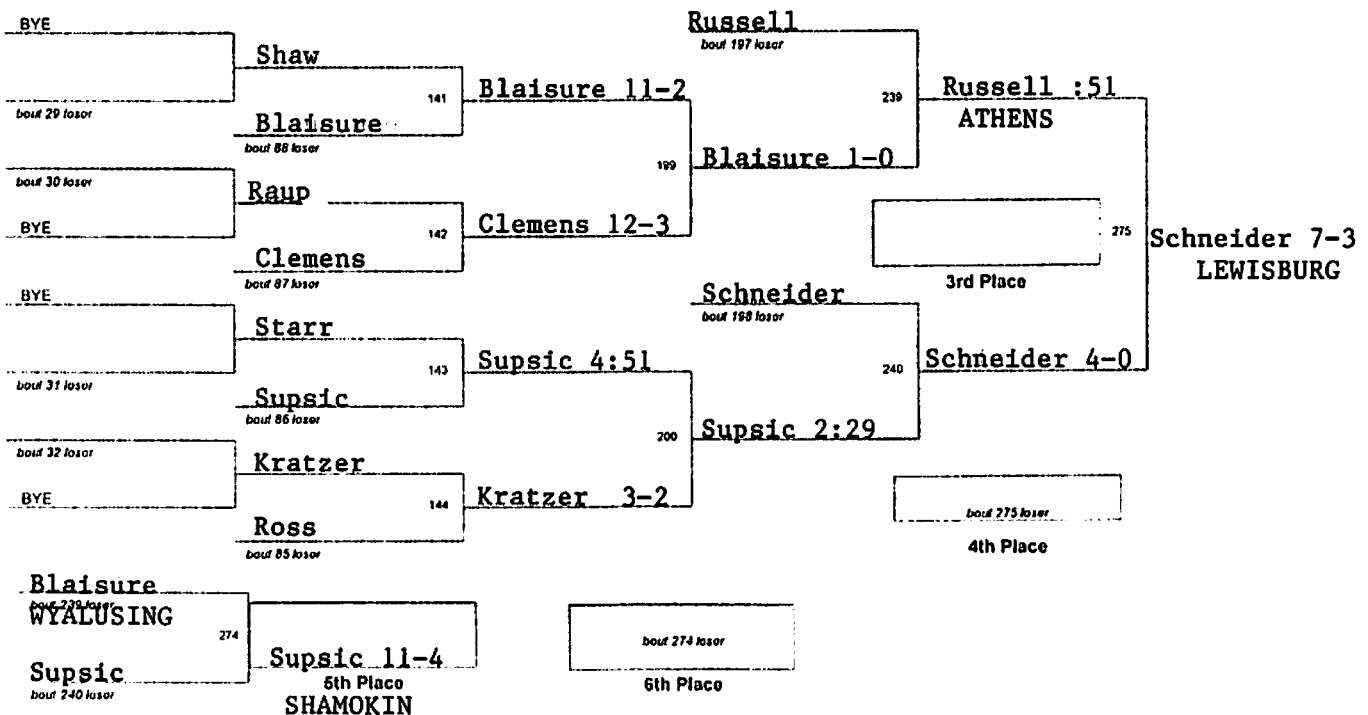 BYE
Russell
bout 197 loser
Shaw
141
Blaisure 11-2
239
Russell :51
ATHENS
bout 29 loser
Blaisure
bout 88 loser
199
Blaisure 1-0
bout 30 loser
Raup
BYE
142
Clemens 12-3
275
Schneider 7-3
LEWISBURG
Clemens
bout 87 loser
3rd Place
BYE
Schneider
bout 198 loser
Starr
143
Supsic 4:51
240
Schneider 4-0
bout 31 loser
Supsic
bout 86 loser
200
Supsic 2:29
bout 32 loser
Kratzer
BYE
144
Kratzer 3-2
bout 275 loser
4th Place
Ross
bout 85 loser
Blaisure
bout 239 loser
WYALUSING
274
bout 274 loser
Supsic 11-4
Supsic
bout 240 loser
5th Place
6th Place
SHAMOKIN